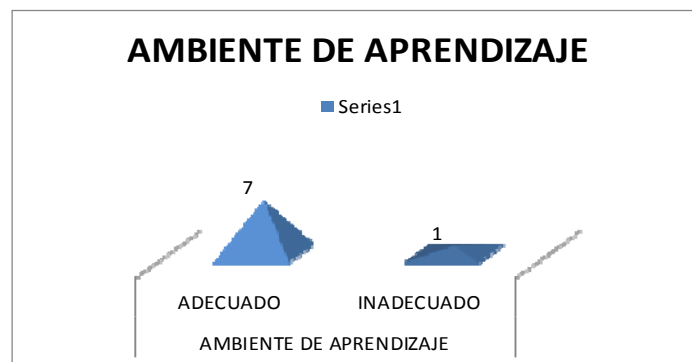 AMBIENTE DE APRENDIZAJE
Series1
7
1
ADECUADO INADECUADO
AMBIENTE DE APRENDIZAJE